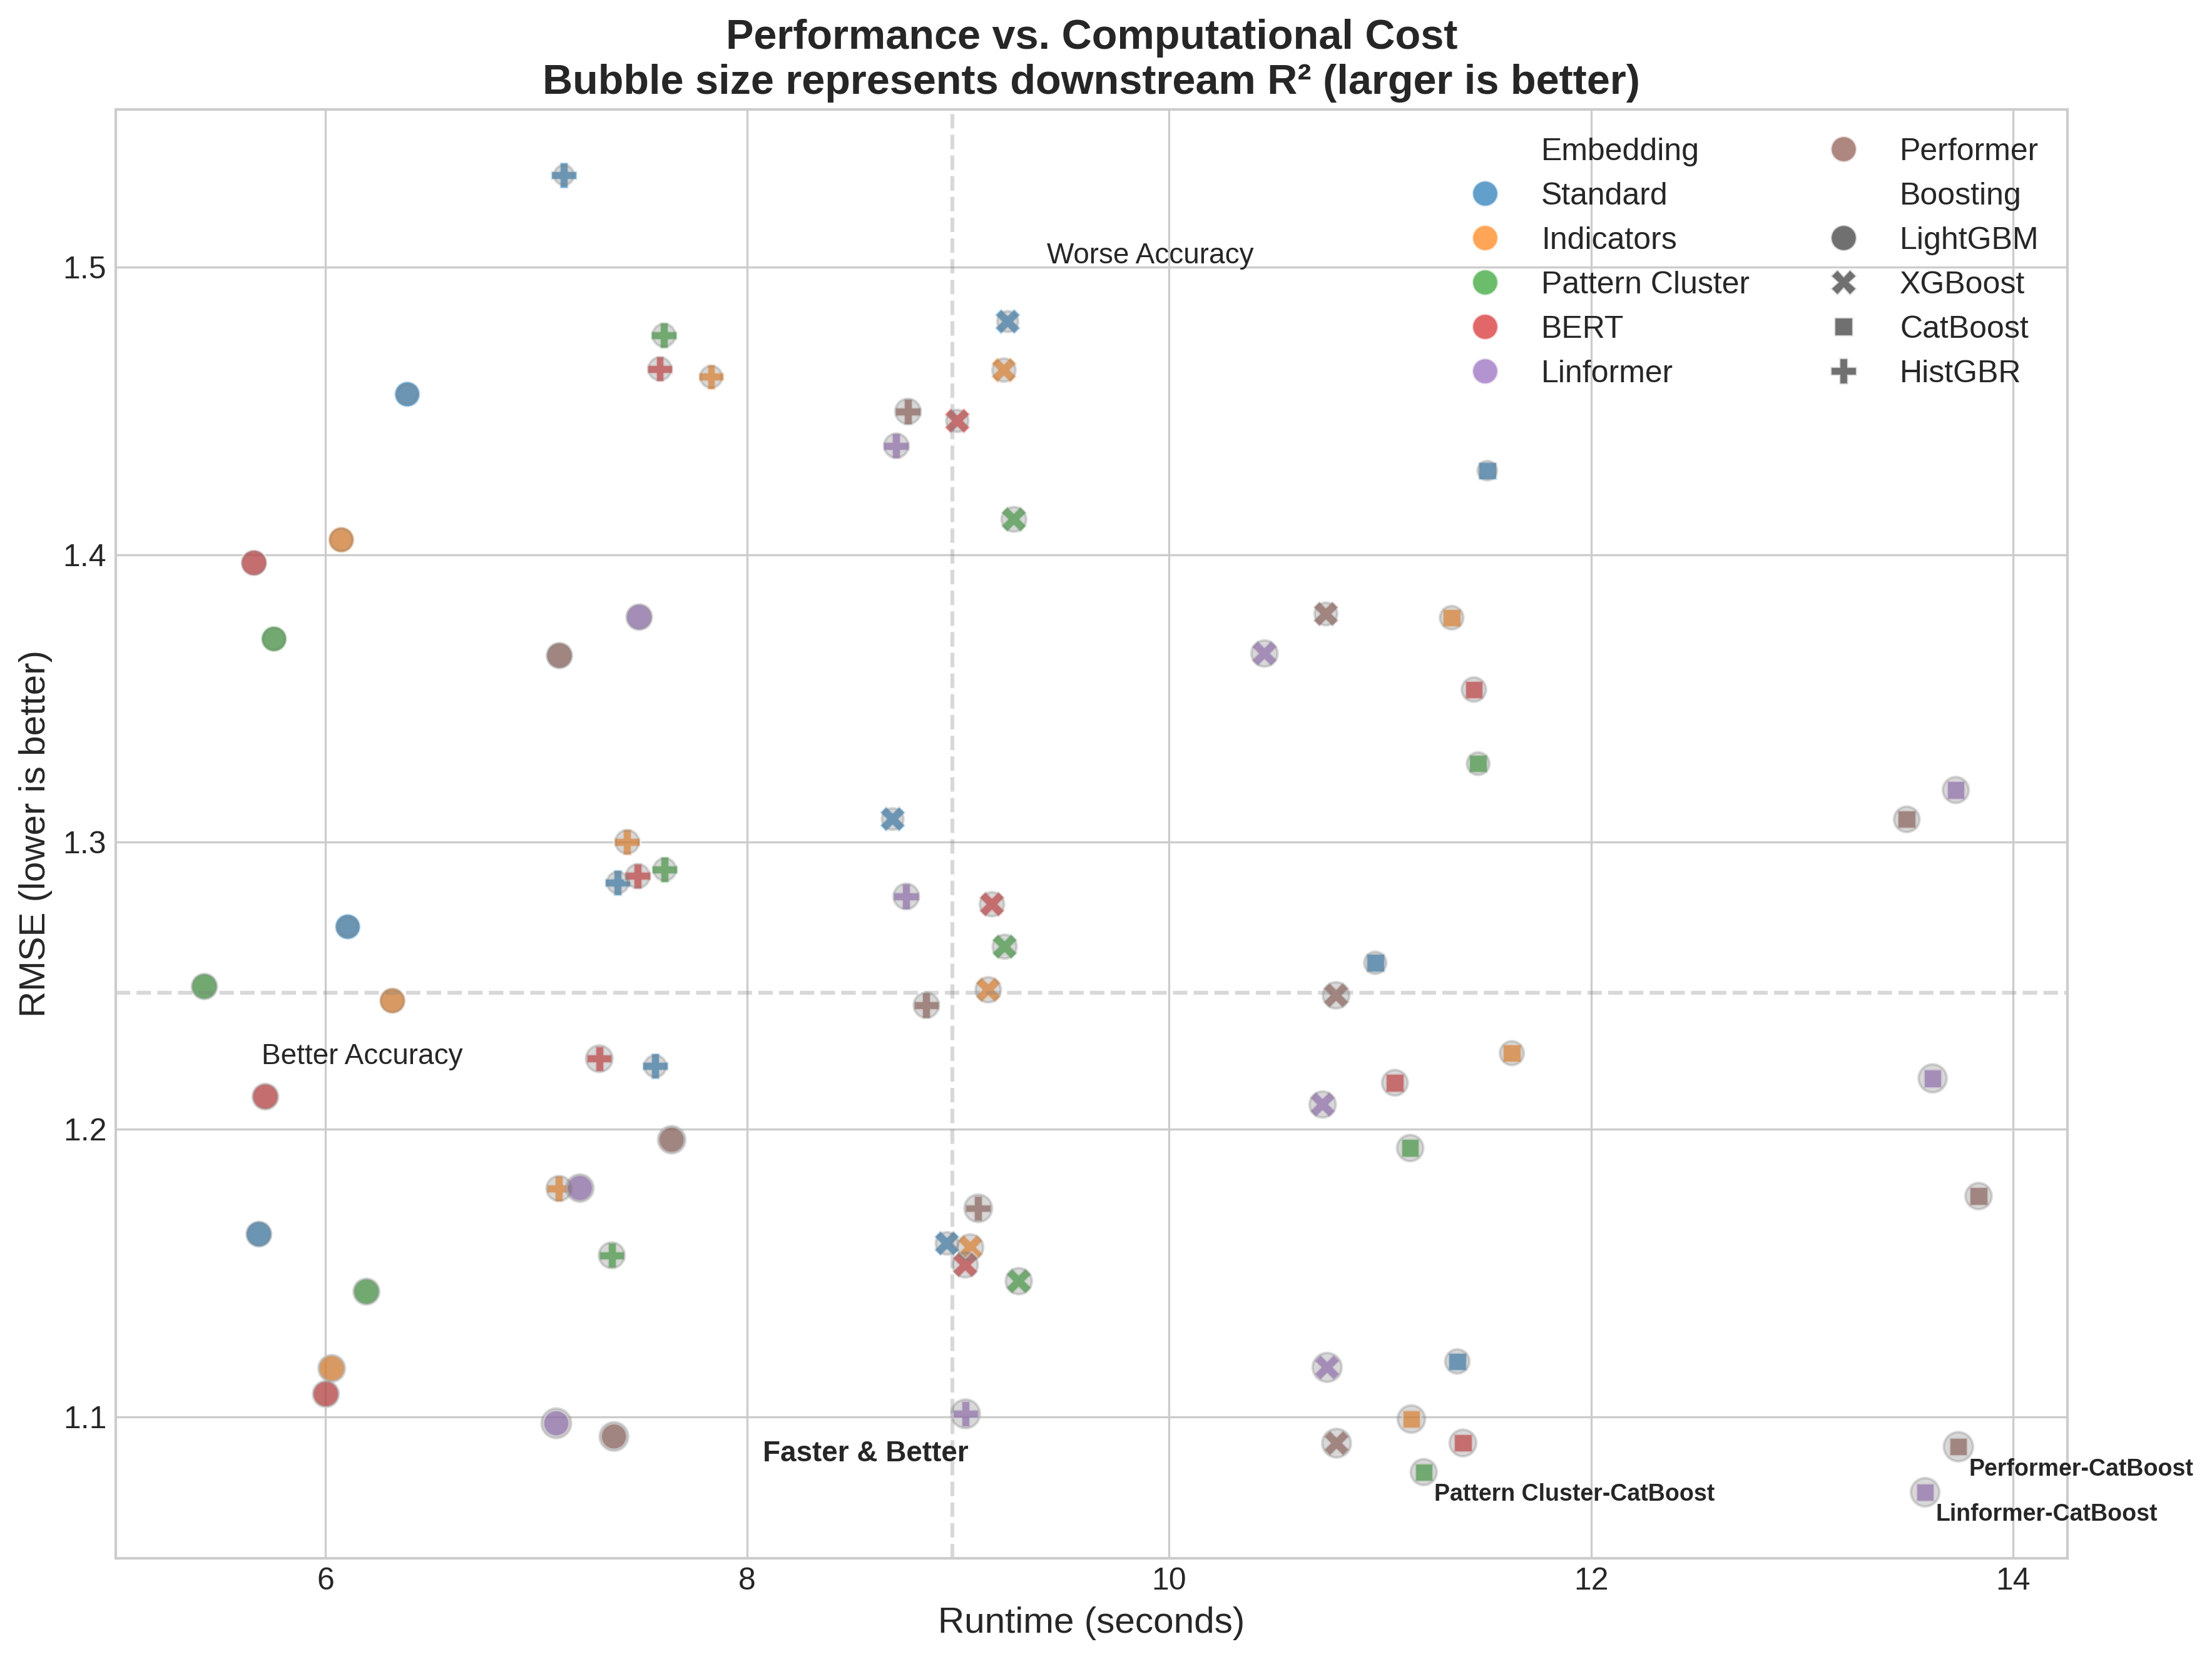 Performance vs. Computational Cost
Bubble size represents downstream R² (larger is better)
Embedding
Standard
Indicators
Pattern Cluster
BERT
Linformer
Performer
Boosting
LightGBM
XGBoost
CatBoost
HistGBR
Worse Accuracy
Better Accuracy
Faster & Better
Pattern Cluster-CatBoost
Performer-CatBoost
Linformer-CatBoost
RMSE (lower is better)
1.5
1.4
1.3
1.2
1.1
6 8 10 12 14
Runtime (seconds)